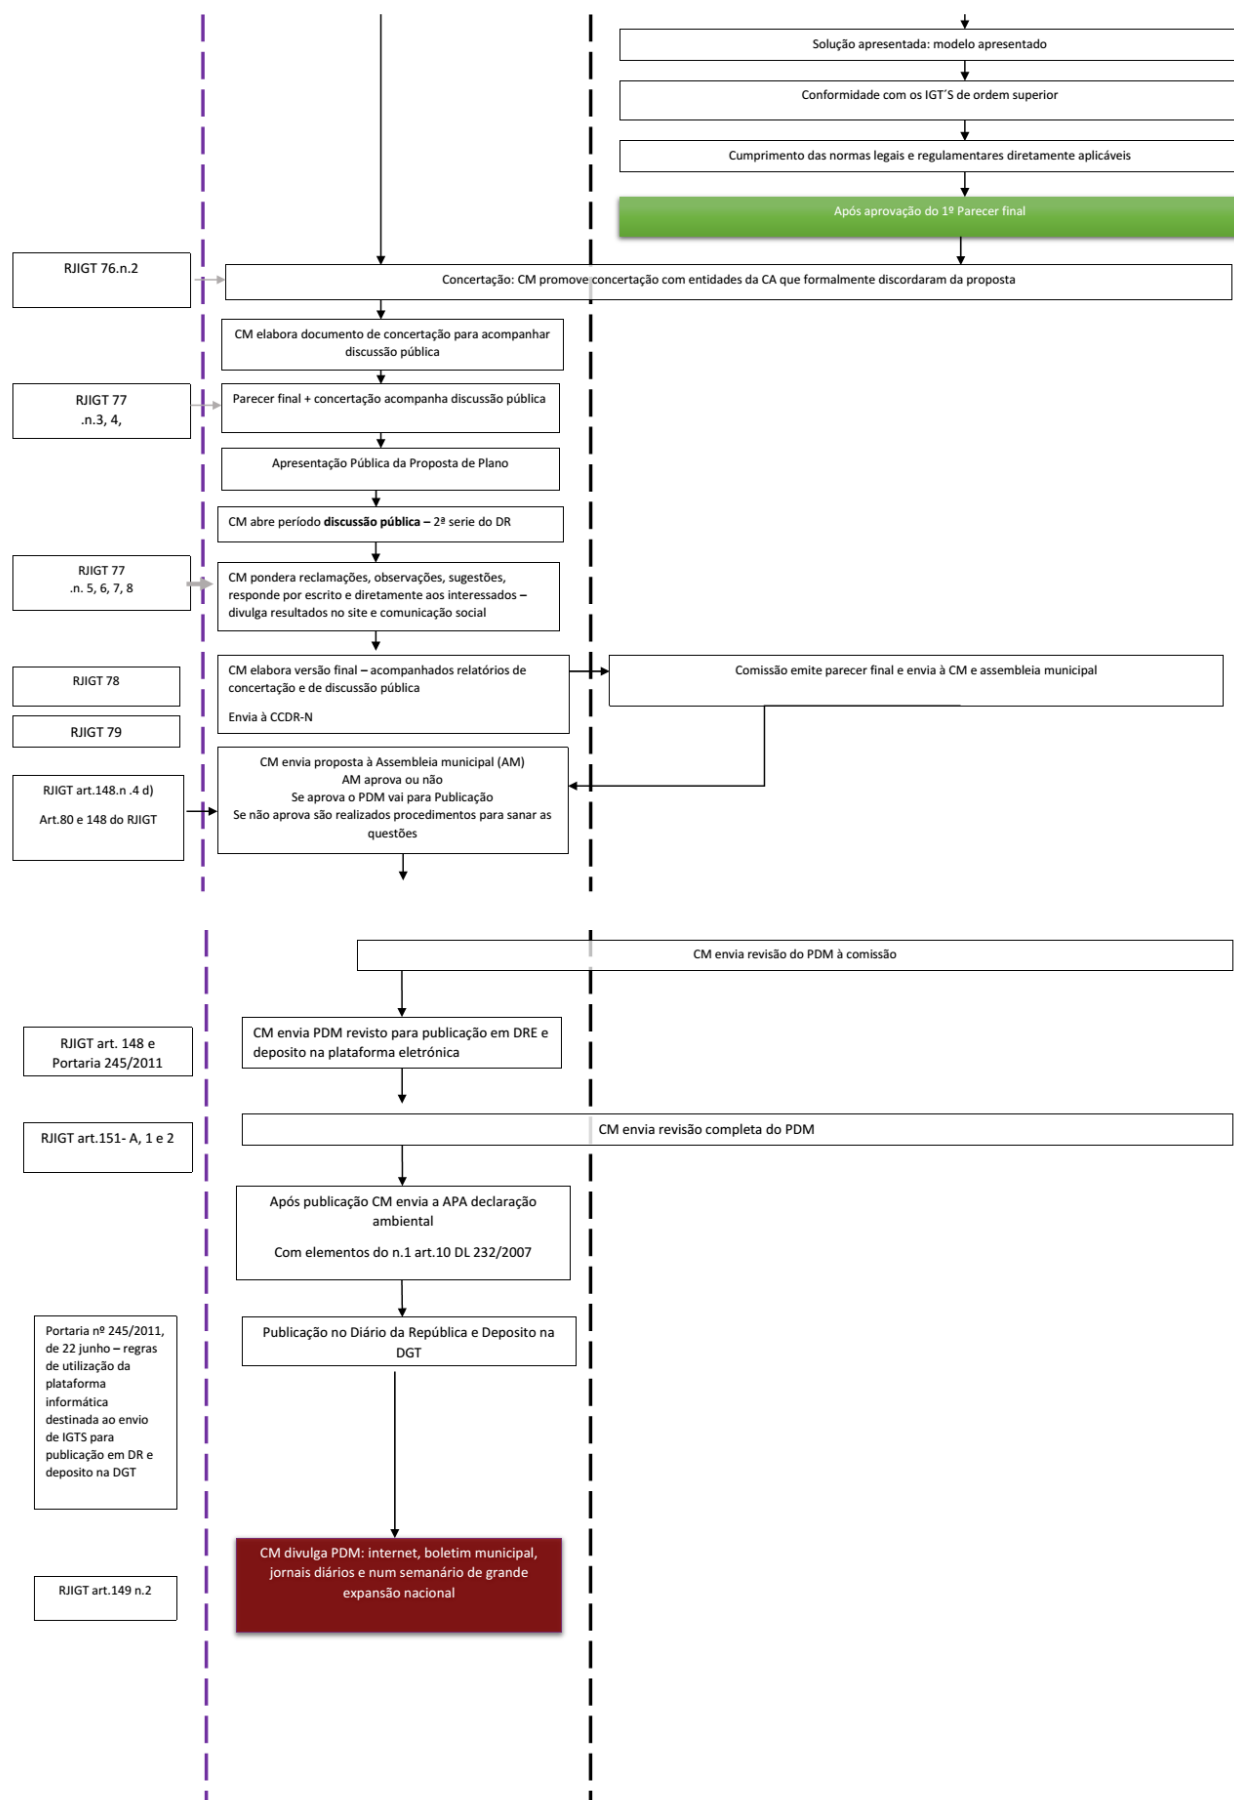 Solução apresentada: modelo apresentado
Conformidade com os IGT´S de ordem superior
Cumprimento das normas legais e regulamentares diretamente aplicáveis
Após aprovação do 1º Parecer final
RJIGT 76.n.2
Concertação: CM promove concertação com entidades da CA que formalmente discordaram da proposta
CM elabora documento de concertação para acompanhar
discussão pública
RJIGT 77
.n.3, 4,
Parecer final + concertação acompanha discussão pública
Apresentação Pública da Proposta de Plano
CM abre período discussão pública – 2ª serie do DR
RJIGT 77
.n. 5, 6, 7, 8
CM pondera reclamações, observações, sugestões,
responde por escrito e diretamente aos interessados –
divulga resultados no site e comunicação social
RJIGT 78
CM elabora versão final – acompanhados relatórios de
concertação e de discussão pública
Envia à CCDR-N
Comissão emite parecer final e envia à CM e assembleia municipal
RJIGT 79
RJIGT art.148.n .4 d)
Art.80 e 148 do RJIGT
CM envia proposta à Assembleia municipal (AM)
AM aprova ou não
Se aprova o PDM vai para Publicação
Se não aprova são realizados procedimentos para sanar as
questões
CM envia revisão do PDM à comissão
RJIGT art. 148 e
Portaria 245/2011
CM envia PDM revisto para publicação em DRE e
deposito na plataforma eletrónica
RJIGT art.151- A, 1 e 2
CM envia revisão completa do PDM
Após publicação CM envia a APA declaração
ambiental
Com elementos do n.1 art.10 DL 232/2007
Portaria nº 245/2011,
de 22 junho – regras
de utilização da
plataforma
informática
destinada ao envio
de IGTS para
publicação em DR e
deposito na DGT
Publicação no Diário da República e Deposito na
DGT
CM divulga PDM: internet, boletim municipal,
jornais diários e num semanário de grande
expansão nacional
RJIGT art.149 n.2